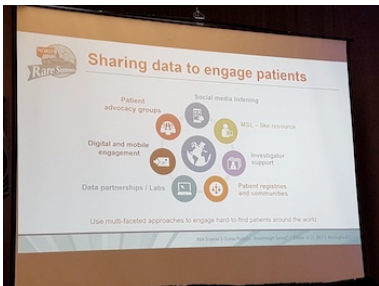 NORD
Rare Summit
Sharing data to engage patients
Social media listening
Patient
advocacy groups
MSL – like resource
Digital and mobile
engagement
Investigator
support
Data partnerships / Labs
Patient registries
and communities
Use multi-faceted approaches to engage hard-to-find patients around the world.